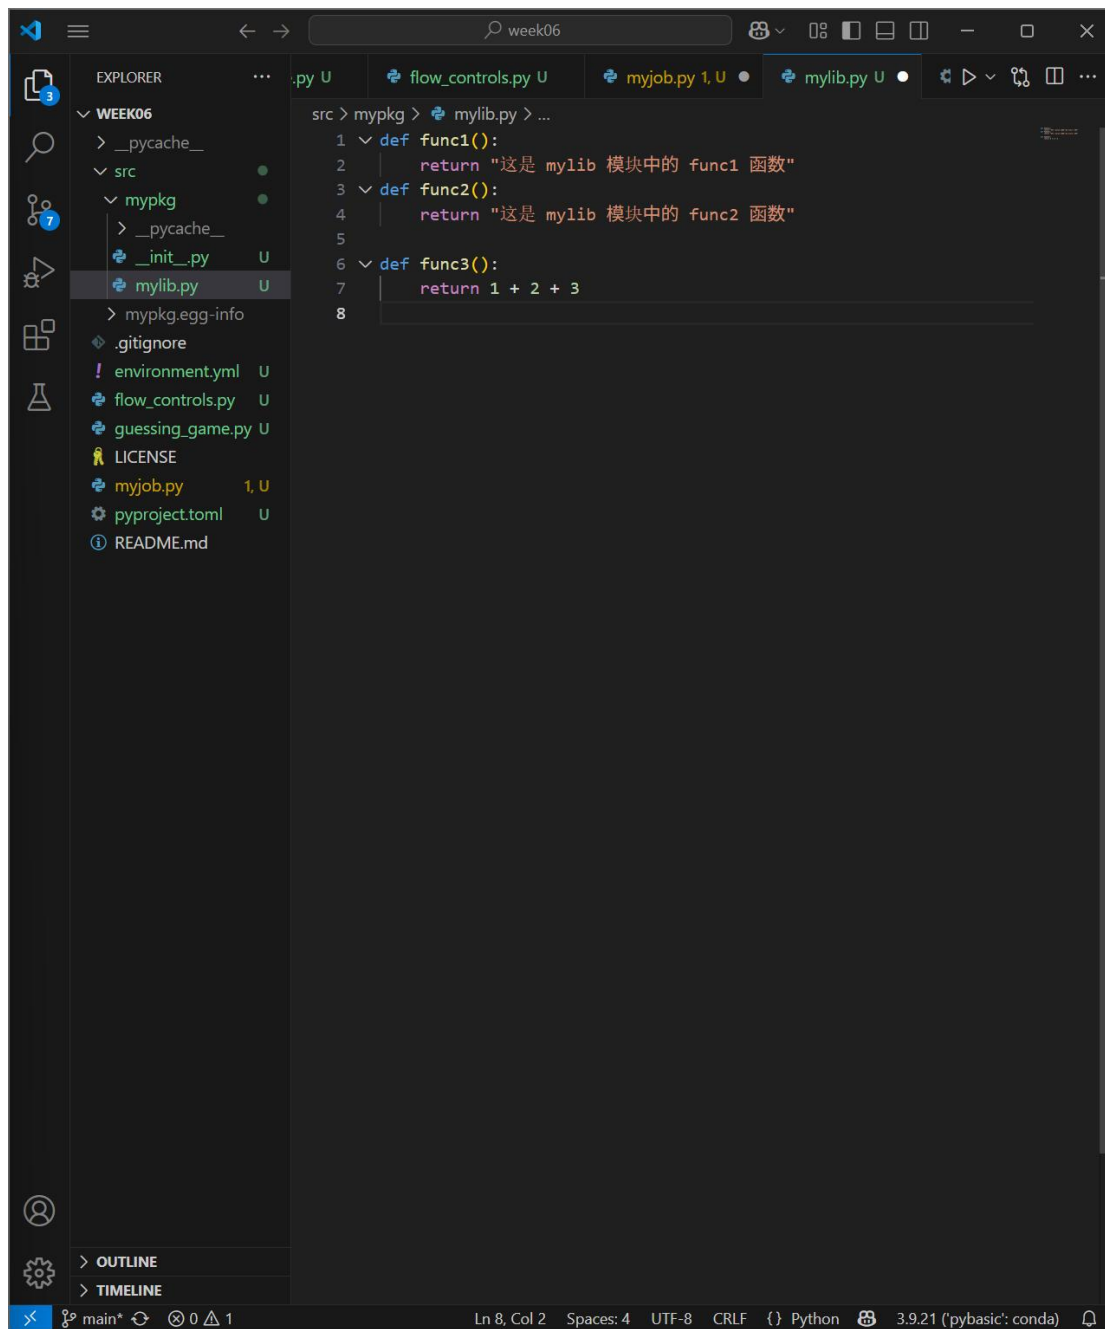 week06
EXPLORER
.py U
flow_controls.py U
myjob.py 1, U
mylib.py U
3
WEEK06
src > mypkg > mylib.py > ...
__pycache__
src
mypkg
__pycache__
__init__.py U
mylib.py U
mypkg.egg-info
.gitignore
! environment.yml U
flow_controls.py U
guessing_game.py U
LICENSE
myjob.py 1, U
pyproject.toml U
README.md
7
1 def func1():
2 return "这是 mylib 模块中的 func1 函数"
3 def func2():
4 return "这是 mylib 模块中的 func2 函数"
5
6 def func3():
7 return 1 + 2 + 3
8
OUTLINE
TIMELINE
main* 0 1 Ln 8, Col 2 Spaces: 4 UTF-8 CRLF {} Python 3.9.21 ('pybasic': conda)